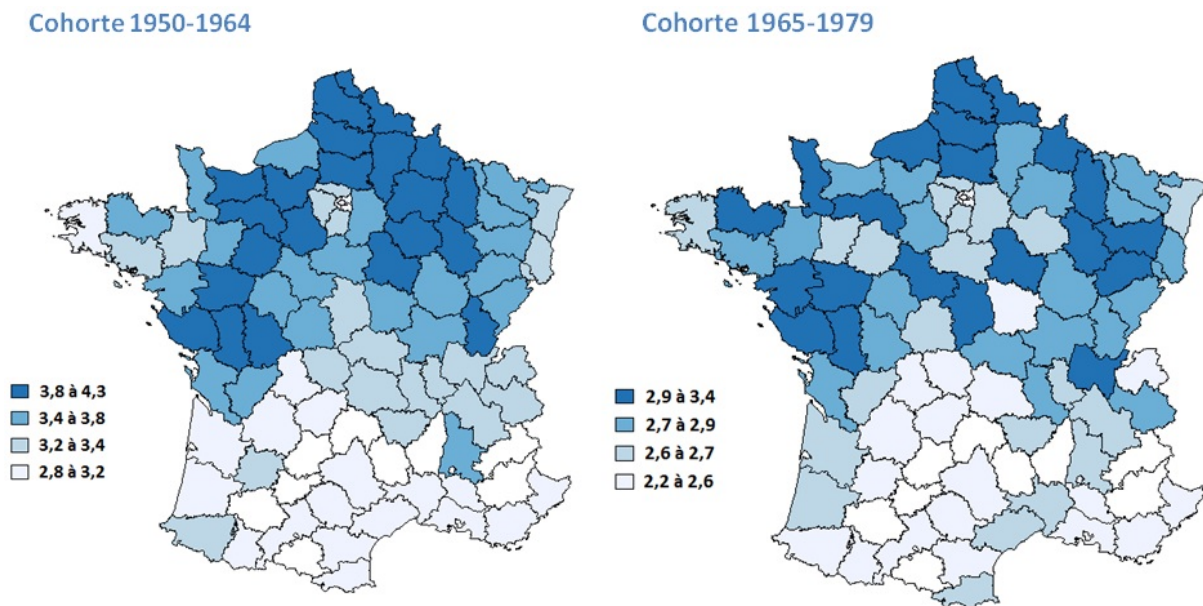 Cohorte 1950-1964
Cohorte 1965-1979
3,8 à 4,3
3,4 à 3,8
3,2 à 3,4
2,8 à 3,2
2,9 à 3,4
2,7 à 2,9
2,6 à 2,7
2,2 à 2,6